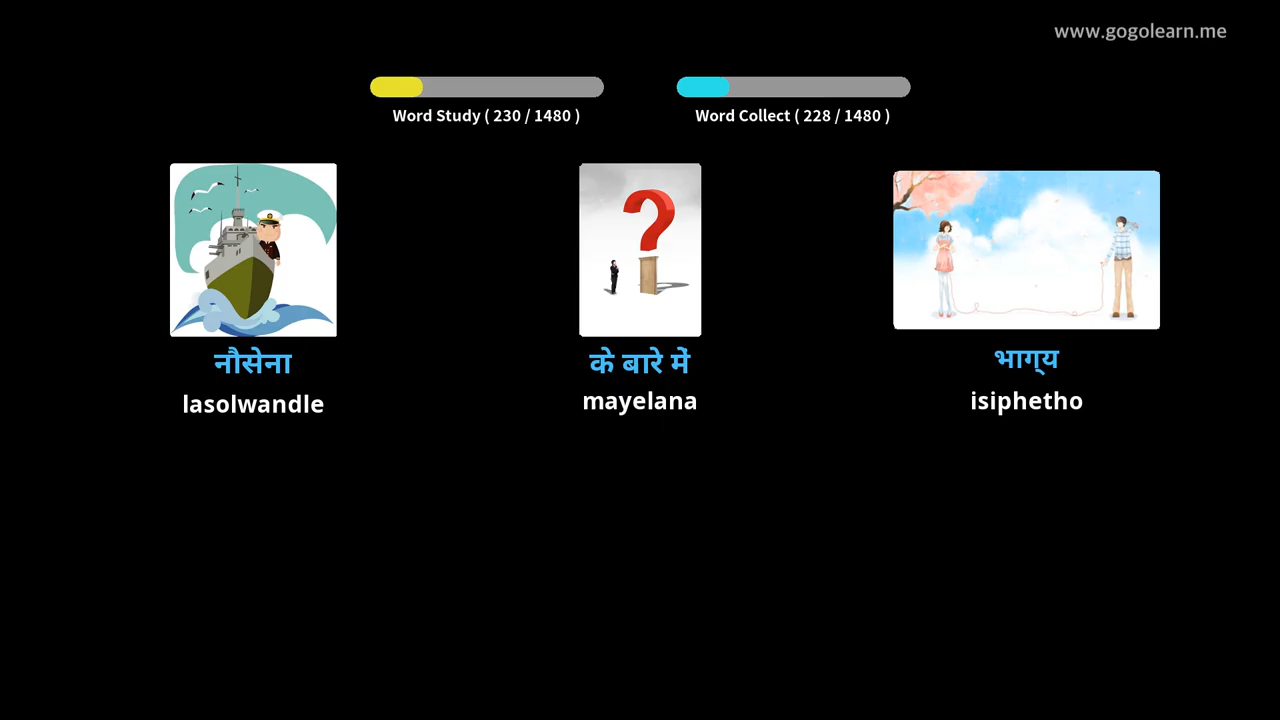 www.gogolearn.me
Word Study ( 230 / 1480 )
Word Collect ( 228 / 1480 )
नौसेना
lasolwandle
के बारे में
mayelana
भाग्य
isiphetho